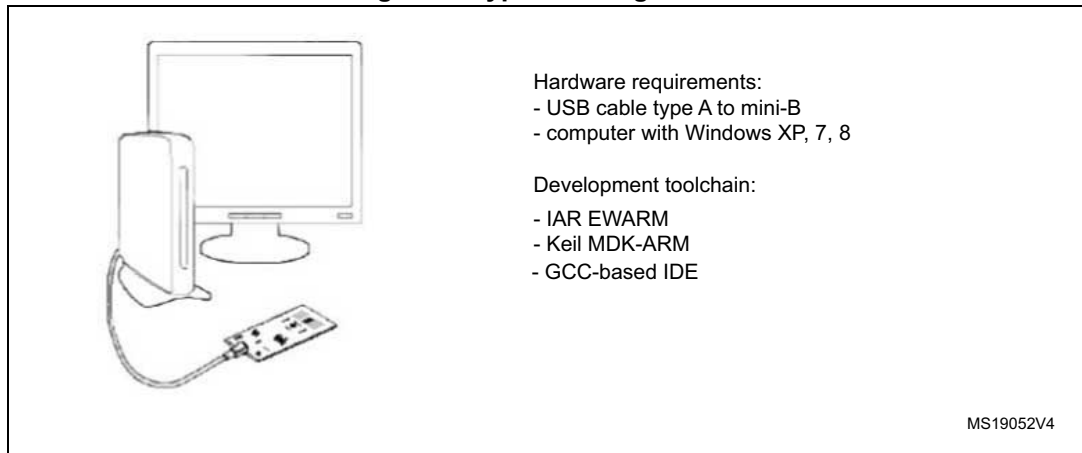 Hardware requirements:
- USB cable type A to mini-B
- computer with Windows XP, 7, 8
Development toolchain:
- IAR EWARM
- Keil MDK-ARM
- GCC-based IDE
MS19052V4